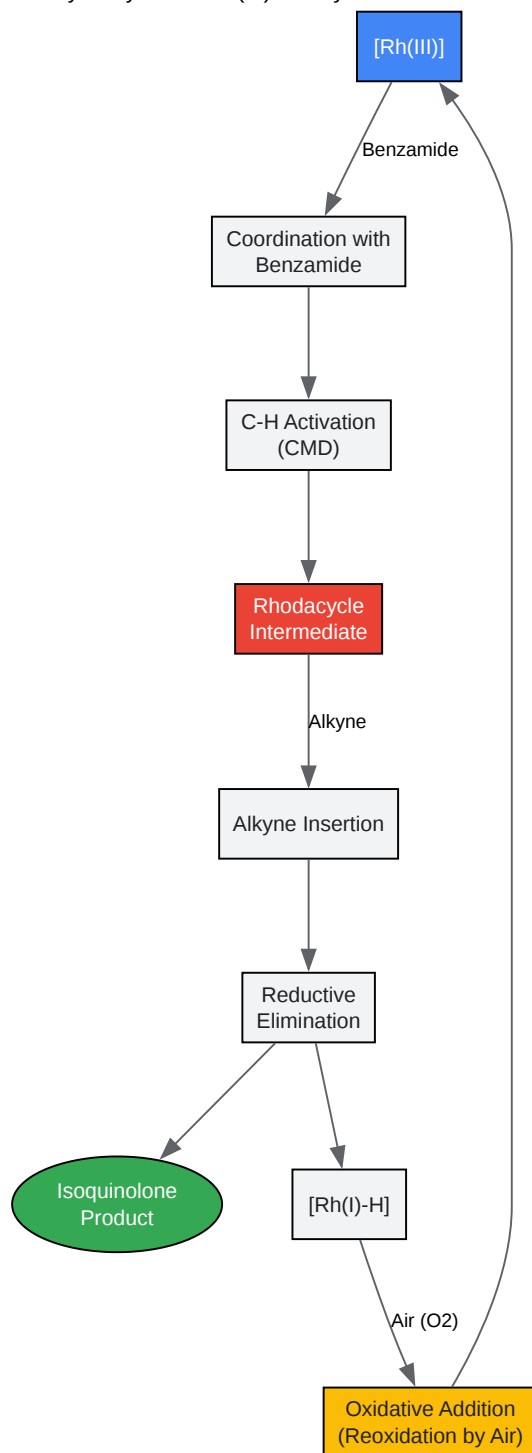 [Rh(III)]
Benzamide
Coordination with
Benzamide
C-H Activation
(CMD)
Rhodacycle
Intermediate
Alkyne
Alkyne Insertion
Reductive
Elimination
Isoquinolone
Product
[Rh(I)-H]
Air (O2)
Oxidative Addition
(Reoxidation by Air)